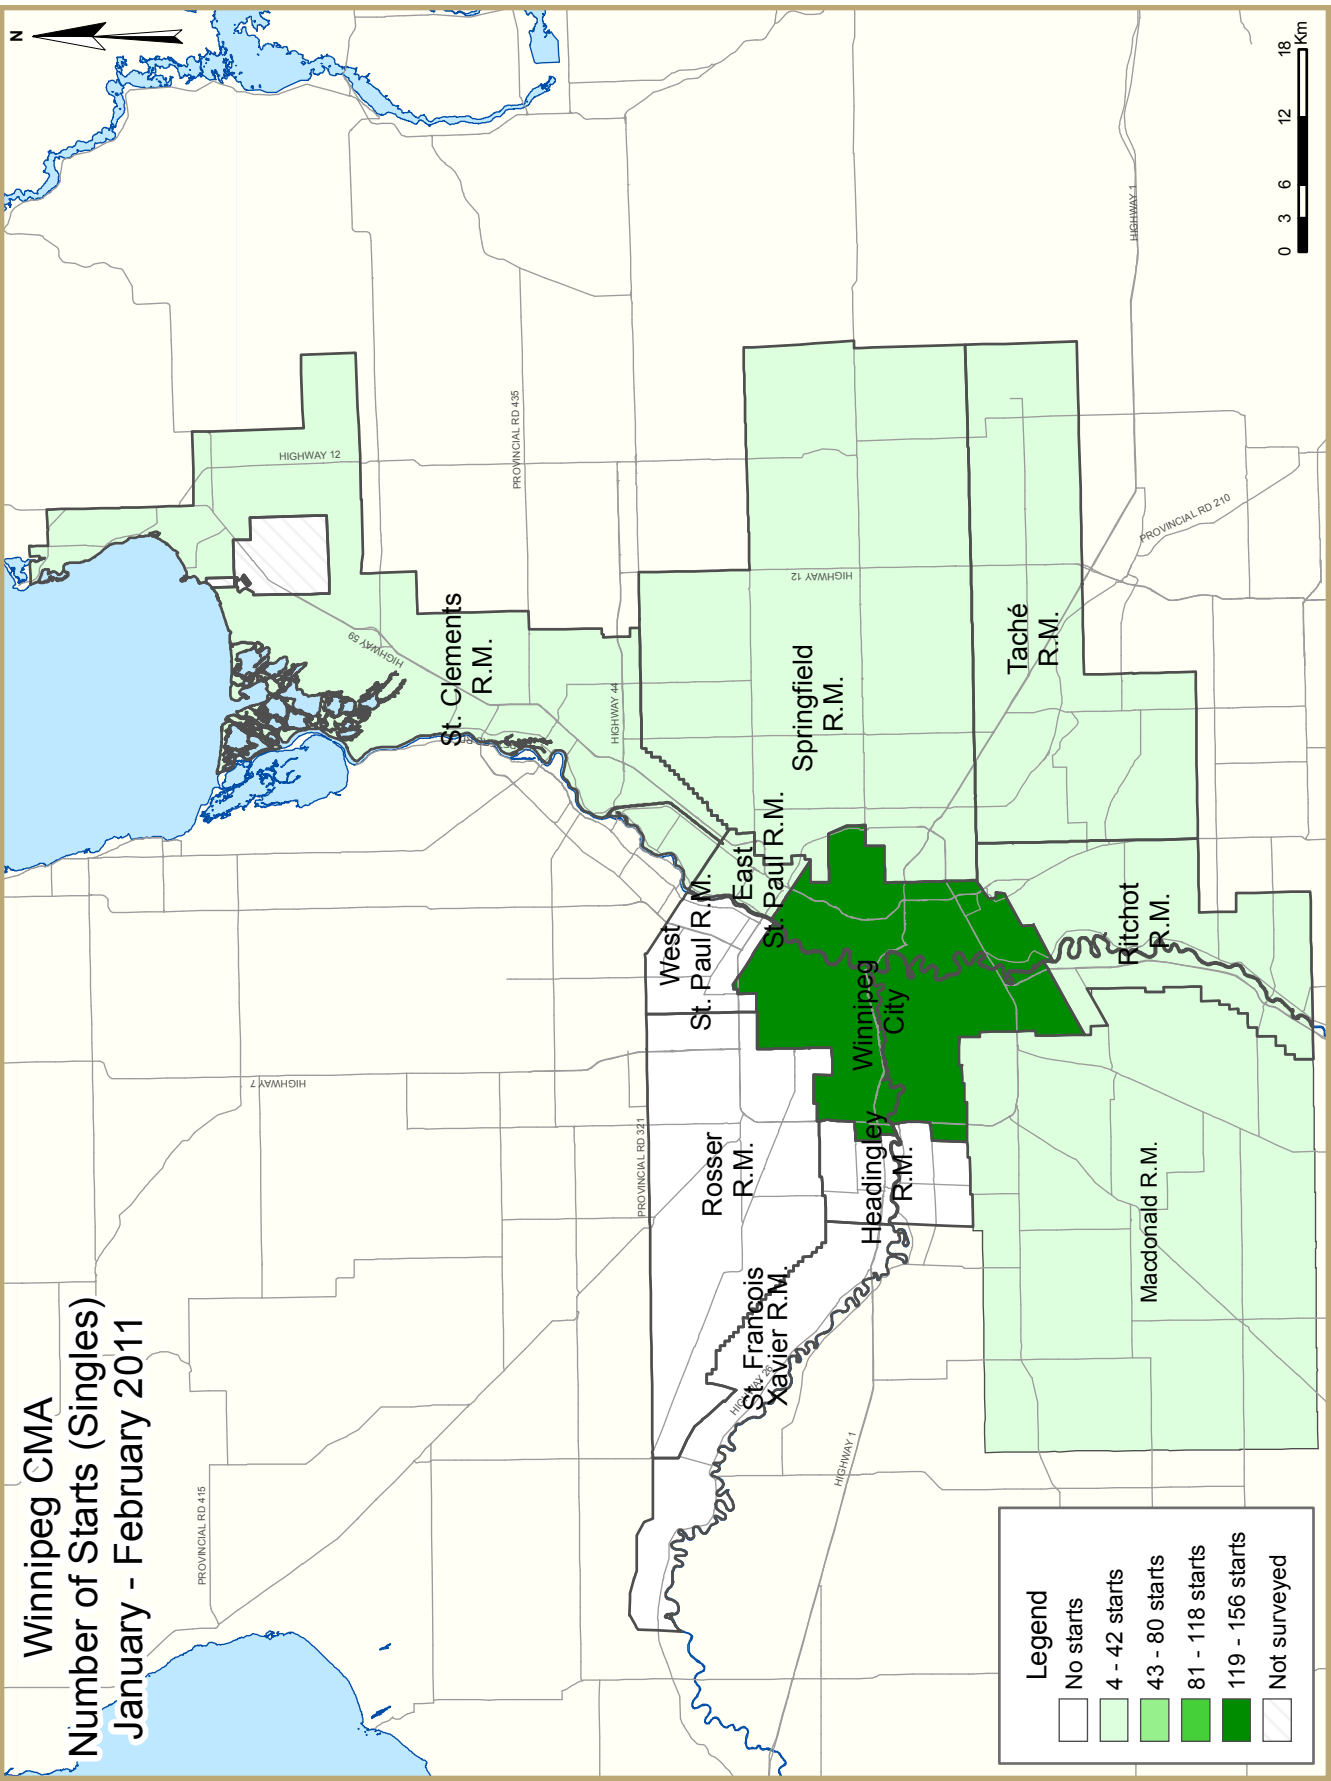 Winnipeg CMA
Number of Starts (Singles)
January - February 2011
N
HIGHWAY 12
PROVINCIAL RD 435
HIGHWAY 59
St. Clements
R.M.
HIGHWAY 44
HIGHWAY 12
HIGHWAY 1
PROVINCIAL RD 210
Springfield
R.M.
Taché
R.M.
East
St. Paul R.M.
West
St. Paul R.M.
Ritchot
R.M.
Winnipeg
City
HIGHWAY 7
PROVINCIAL RD 321
Rosser
R.M.
Headingley
R.M.
Macdonald R.M.
St. Francois
Xavier R.M.
HIGHWAY 26
HIGHWAY 1
PROVINCIAL RD 415
Legend
No starts
4 - 42 starts
43 - 80 starts
81 - 118 starts
119 - 156 starts
Not surveyed
0 3 6 12 18
Km